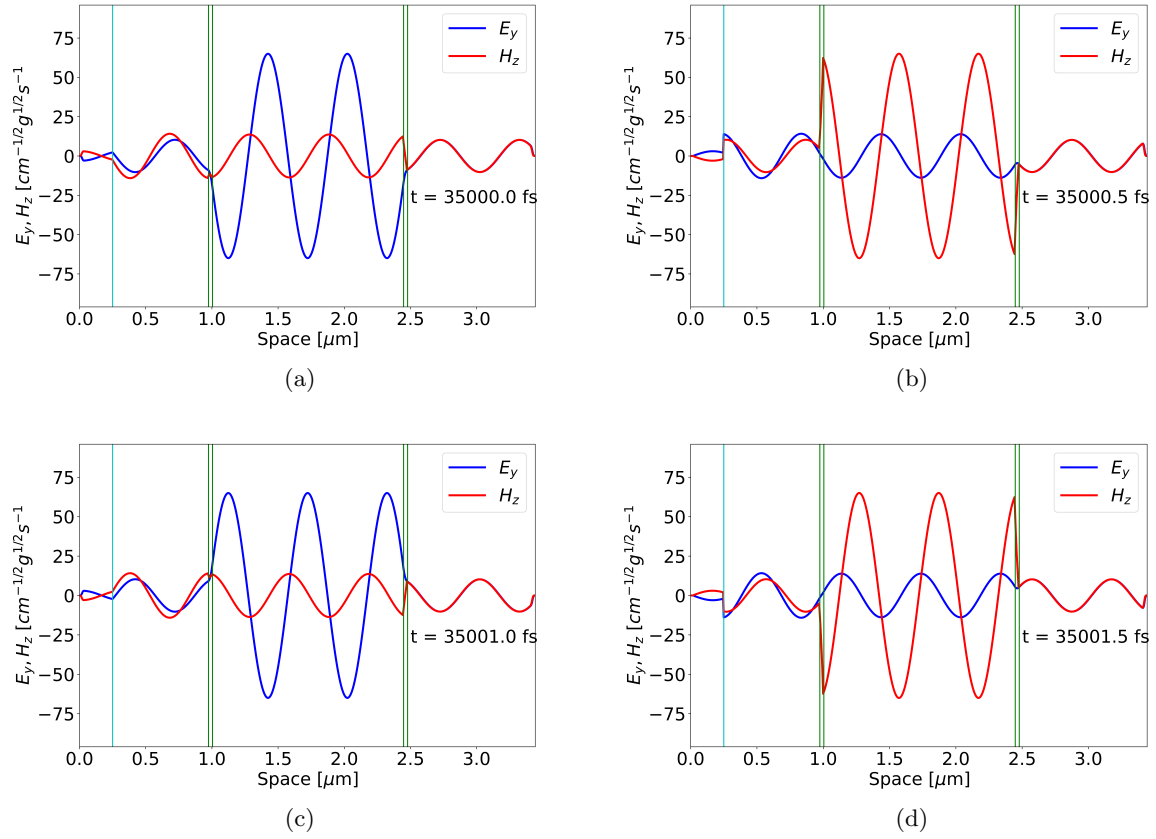 75
50
25
0
−25
−50
−75
E_y, H_z [cm^{−1/2}g^{1/2}s^{−1}]
E_y
H_z
t = 35000.0 fs
0.0 0.5 1.0 1.5 2.0 2.5 3.0
Space [μm]
(a)
75
50
25
0
−25
−50
−75
E_y, H_z [cm^{−1/2}g^{1/2}s^{−1}]
E_y
H_z
t = 35000.5 fs
0.0 0.5 1.0 1.5 2.0 2.5 3.0
Space [μm]
(b)
75
50
25
0
−25
−50
−75
E_y, H_z [cm^{−1/2}g^{1/2}s^{−1}]
E_y
H_z
t = 35001.0 fs
0.0 0.5 1.0 1.5 2.0 2.5 3.0
Space [μm]
(c)
75
50
25
0
−25
−50
−75
E_y, H_z [cm^{−1/2}g^{1/2}s^{−1}]
E_y
H_z
t = 35001.5 fs
0.0 0.5 1.0 1.5 2.0 2.5 3.0
Space [μm]
(d)